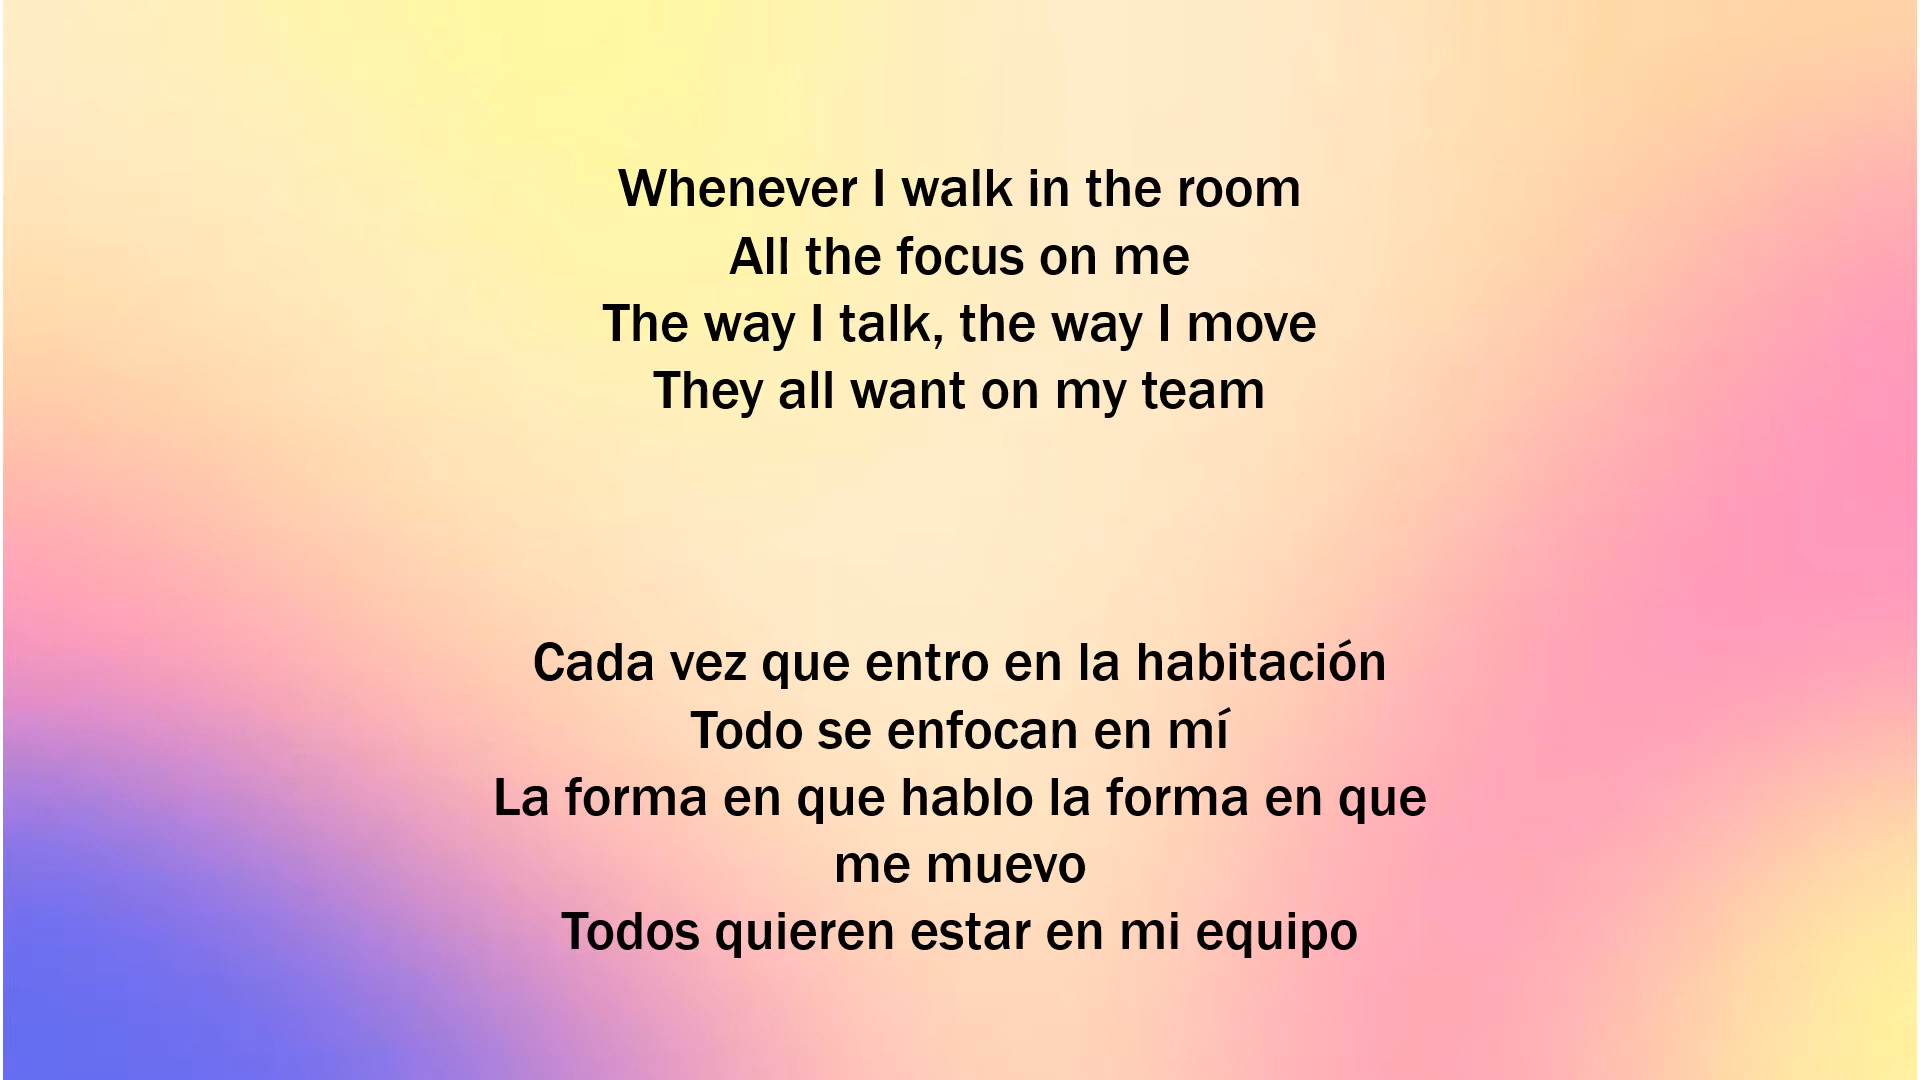 Whenever I walk in the room
All the focus on me
The way I talk, the way I move
They all want on my team
Cada vez que entro en la habitación
Todo se enfocan en mí
La forma en que hablo la forma en que
me muevo
Todos quieren estar en mi equipo